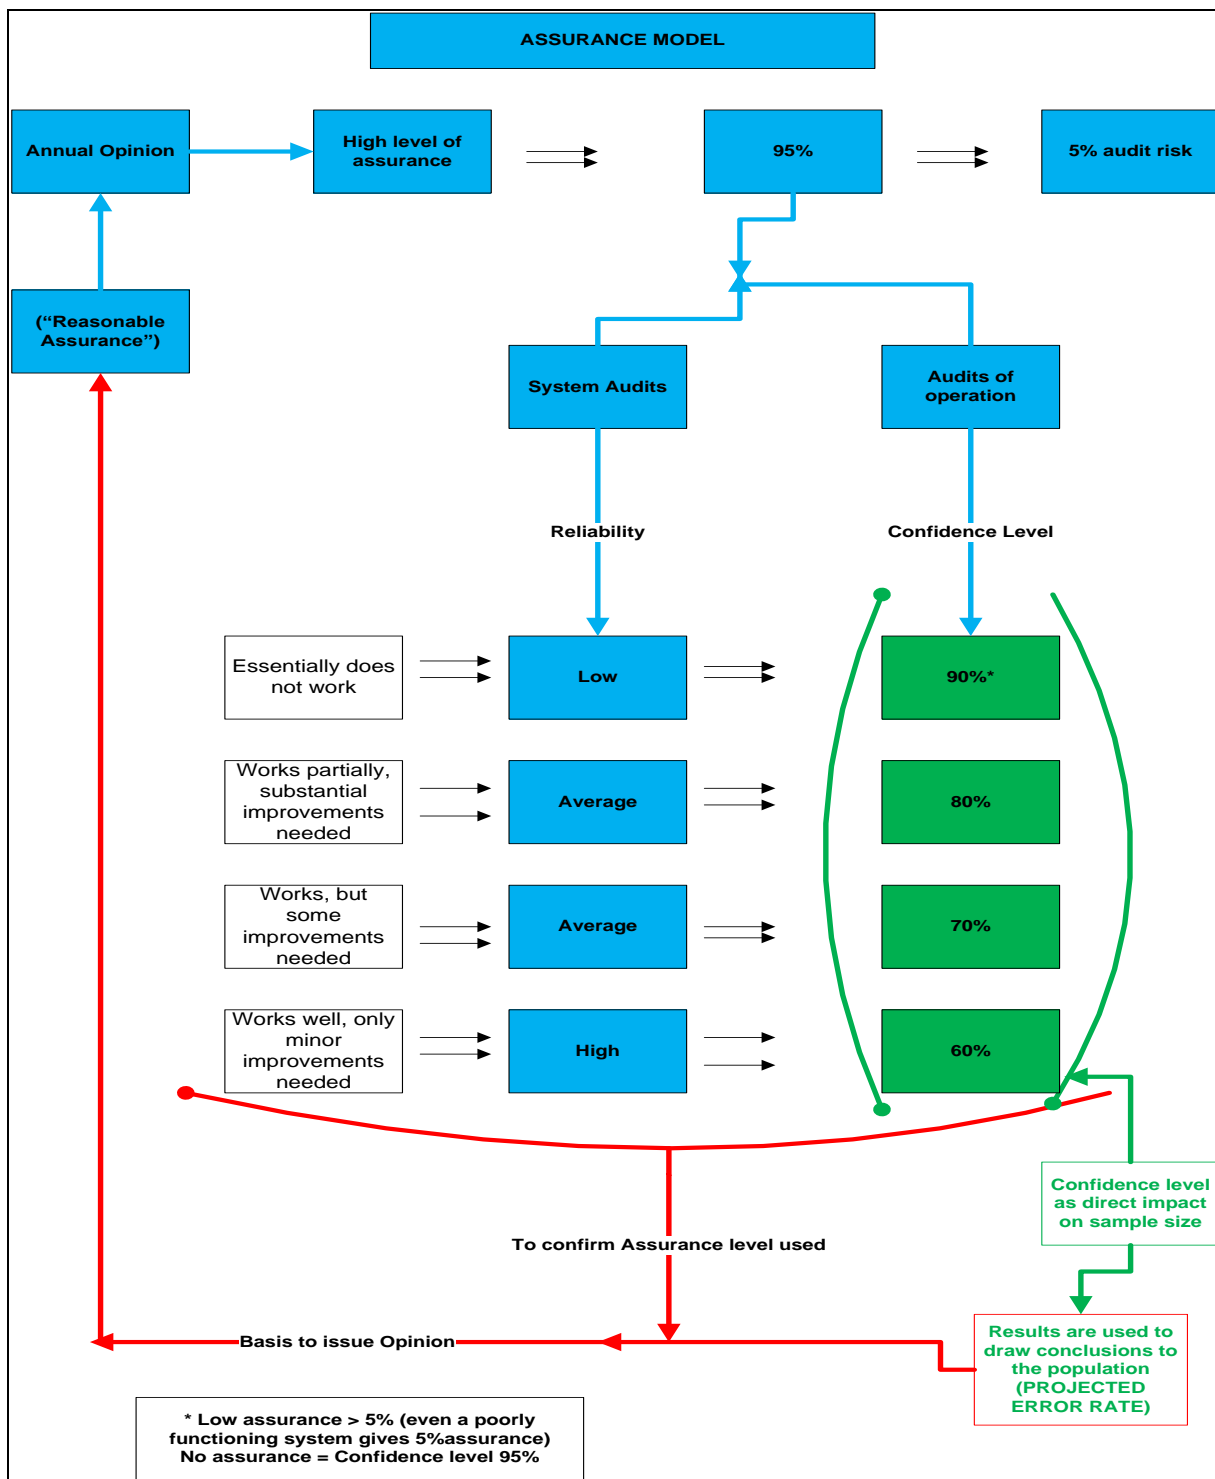 ASSURANCE MODEL
Annual Opinion
High level of
assurance
95%
5% audit risk
(“Reasonable
Assurance”)
System Audits
Audits of
operation
Reliability
Confidence Level
Essentially does
not work
Low
90%*
Works partially,
substantial
improvements
needed
Average
80%
Works, but
some
improvements
needed
Average
70%
Works well, only
minor
improvements
needed
High
60%
Confidence level
as direct impact
on sample size
To confirm Assurance level used
Basis to issue Opinion
Results are used to
draw conclusions to
the population
(PROJECTED
ERROR RATE)
* Low assurance > 5% (even a poorly
functioning system gives 5%assurance)
No assurance = Confidence level 95%